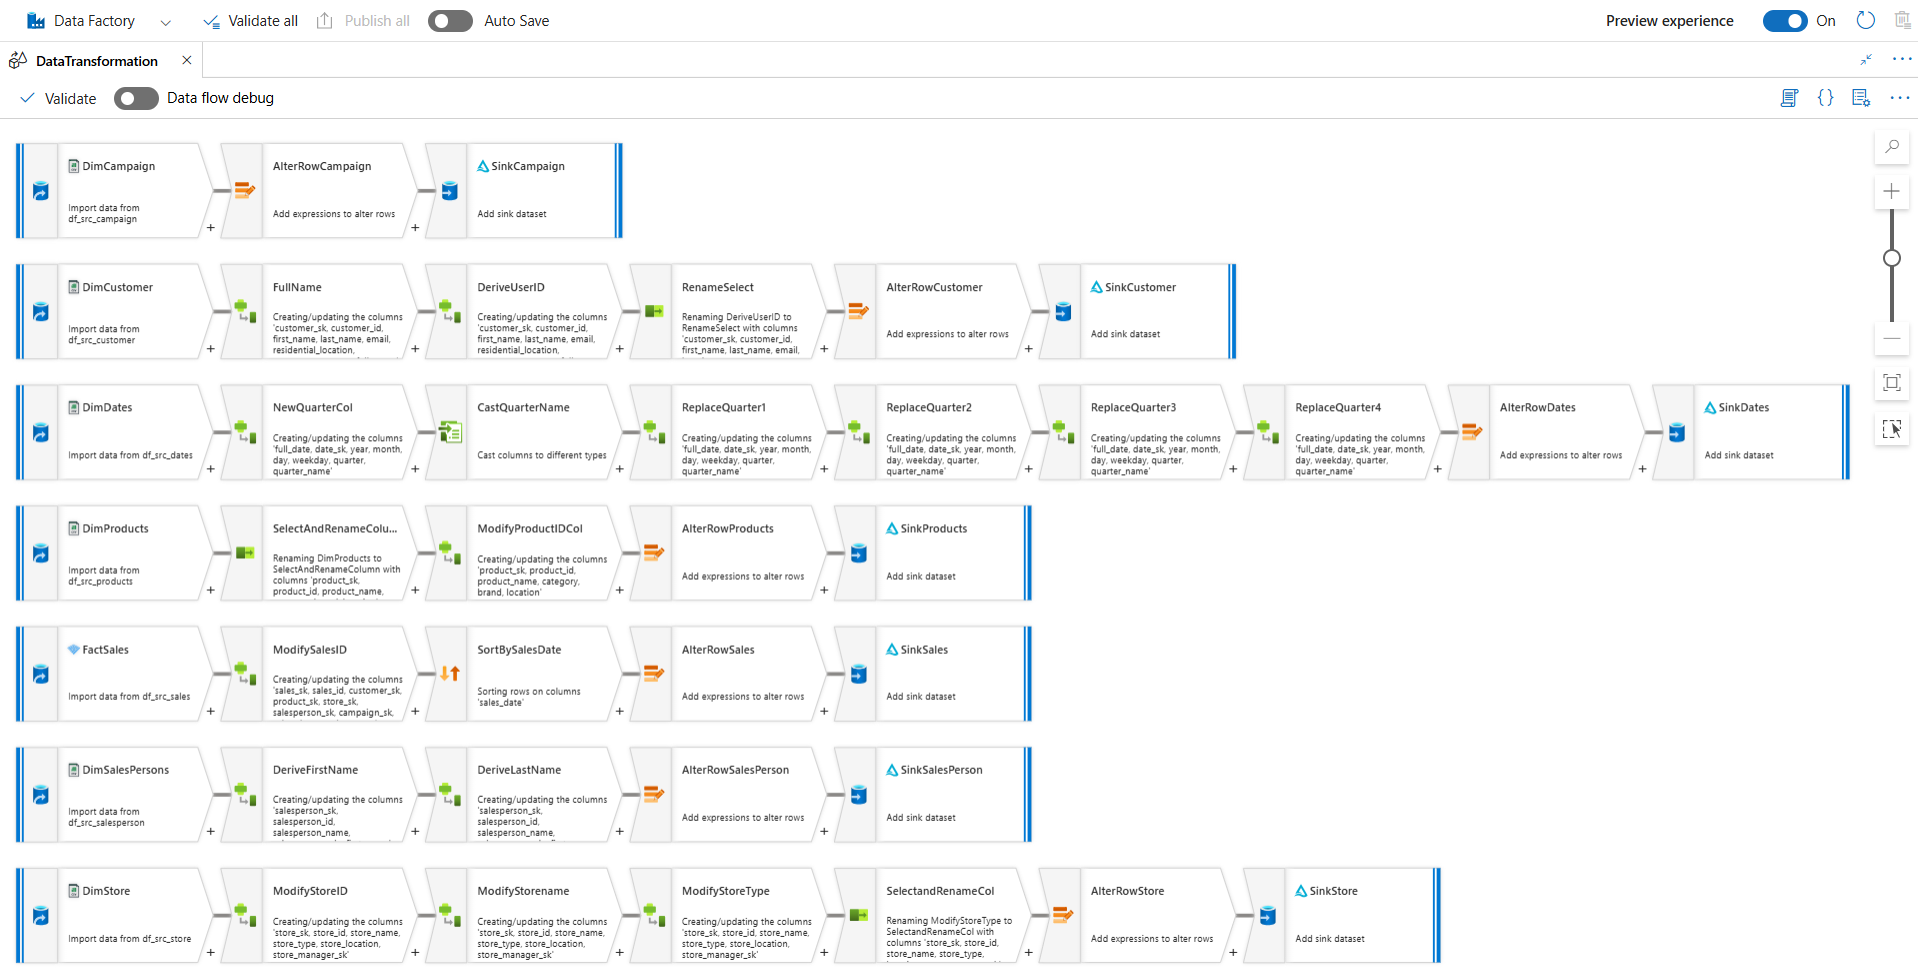 Data Factory Validate all Publish all Auto Save Preview experience On
DataTransformation
Validate Data flow debug
DimCampaign
Import data from
df_src_campaign
AlterRowCampaign
Add expressions to alter rows
SinkCampaign
Add sink dataset
DimCustomer
Import data from
df_src_customer
FullName
Creating/updating the columns
'customer_sk, customer_id,
first_name, last_name, email,
residential_location,
DeriveUserID
Creating/updating the columns
'customer_sk, customer_id,
first_name, last_name, email,
residential_location,
RenameSelect
Renaming DeriveUserID to
RenameSelect with columns
'customer_sk, customer_id,
first_name, last_name, email,
AlterRowCustomer
Add expressions to alter rows
SinkCustomer
Add sink dataset
DimDates
Import data from df_src_dates
NewQuarterCol
Creating/updating the columns
'full_date, date_sk, year, month,
day, weekday, quarter,
quarter_name'
CastQuarterName
Cast columns to different types
ReplaceQuarter1
Creating/updating the columns
'full_date, date_sk, year, month,
day, weekday, quarter,
quarter_name'
ReplaceQuarter2
Creating/updating the columns
'full_date, date_sk, year, month,
day, weekday, quarter,
quarter_name'
ReplaceQuarter3
Creating/updating the columns
'full_date, date_sk, year, month,
day, weekday, quarter,
quarter_name'
ReplaceQuarter4
Creating/updating the columns
'full_date, date_sk, year, month,
day, weekday, quarter,
quarter_name'
AlterRowDates
Add expressions to alter rows
SinkDates
Add sink dataset
DimProducts
Import data from
df_src_products
SelectAndRenameColu...
Renaming DimProducts to
SelectAndRenameColumn with
columns 'product_sk,
product_id, product_name,
ModifyProductIDCol
Creating/updating the columns
'product_sk, product_id,
product_name, category,
brand, location'
AlterRowProducts
Add expressions to alter rows
SinkProducts
Add sink dataset
FactSales
Import data from df_src_sales
ModifySalesID
Creating/updating the columns
'sales_sk, sales_id, customer_sk,
product_sk, store_sk,
salesperson_sk, campaign_sk,
SortBySalesDate
Sorting rows on columns
'sales_date'
AlterRowSales
Add expressions to alter rows
SinkSales
Add sink dataset
DimSalesPersons
Import data from
df_src_salesperson
DeriveFirstName
Creating/updating the columns
'salesperson_sk,
salesperson_id,
salesperson_name,
DeriveLastName
Creating/updating the columns
'salesperson_sk,
salesperson_id,
salesperson_name,
AlterRowSalesPerson
Add expressions to alter rows
SinkSalesPerson
Add sink dataset
DimStore
Import data from df_src_store
ModifyStoreID
Creating/updating the columns
'store_sk, store_id, store_name,
store_type, store_location,
store_manager_sk'
ModifyStorename
Creating/updating the columns
'store_sk, store_id, store_name,
store_type, store_location,
store_manager_sk'
ModifyStoreType
Creating/updating the columns
'store_sk, store_id, store_name,
store_type, store_location,
store_manager_sk'
SelectandRenameCol
Renaming ModifyStoreType to
SelectandRenameCol with
columns 'store_sk, store_id,
store_name, store_type,
AlterRowStore
Add expressions to alter rows
SinkStore
Add sink dataset